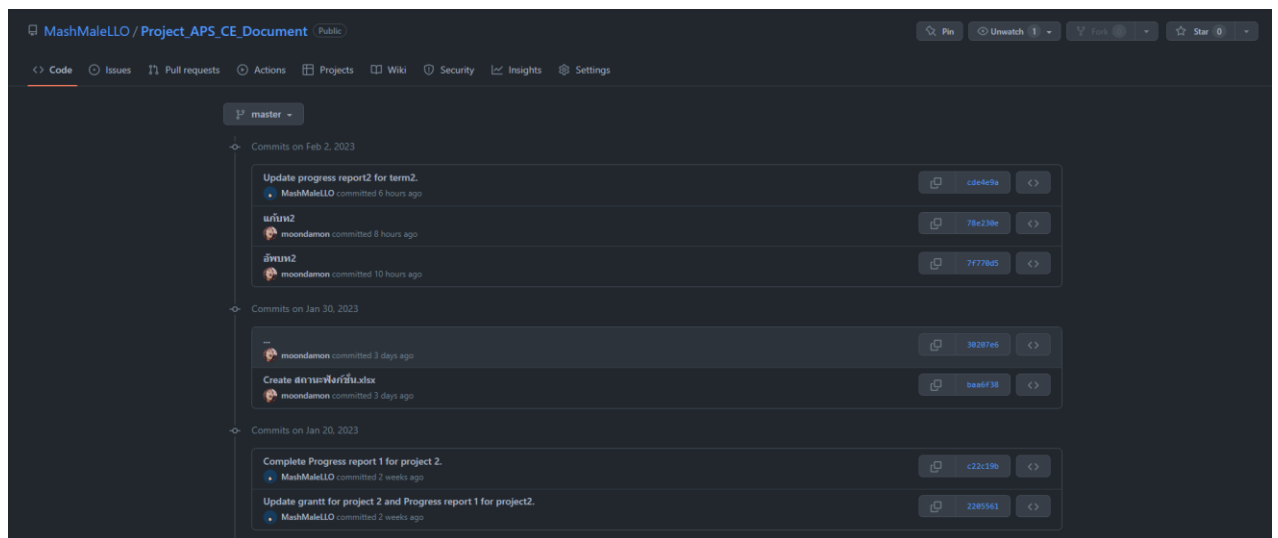 MashMaleLLO / Project_APS_CE_Document Public
Pin Unwatch 1 Fork 0 Star 0
Code Issues Pull requests Actions Projects Wiki Security Insights Settings
master
Commits on Feb 2, 2023
Update progress report2 for term2.
MashMaleLLO committed 6 hours ago
cde4e9a
แก้บท2
moondamon committed 8 hours ago
78e230e
อัพบท2
moondamon committed 10 hours ago
7f770d5
Commits on Jan 30, 2023
...
moondamon committed 3 days ago
30207e6
Create สถานะฟังก์ชั่น.xlsx
moondamon committed 3 days ago
baa6f38
Commits on Jan 20, 2023
Complete Progress report 1 for project 2.
MashMaleLLO committed 2 weeks ago
c22c19b
Update grantt for project 2 and Progress report 1 for project2.
MashMaleLLO committed 2 weeks ago
2205561